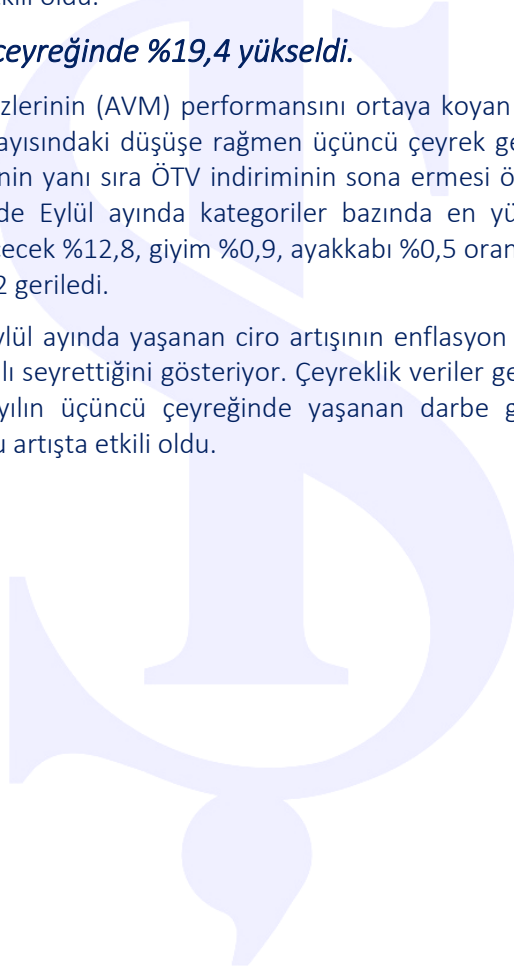 kili oldu.
çeyreğinde %19,4 yükseldi.
zlerinin (AVM) performansını ortaya koyan
ayısındaki düşüşe rağmen üçüncü çeyrek ge
nin yanı sıra ÖTV indiriminin sona ermesi ö
de Eylül ayında kategoriler bazında en yü
ecek %12,8, giyim %0,9, ayakkabı %0,5 oran
2 geriledi.
ylül ayında yaşanan ciro artışının enflasyon
lı seyrettiğini gösteriyor. Çeyreklik veriler ge
yılın üçüncü çeyreğinde yaşanan darbe g
u artışta etkili oldu.